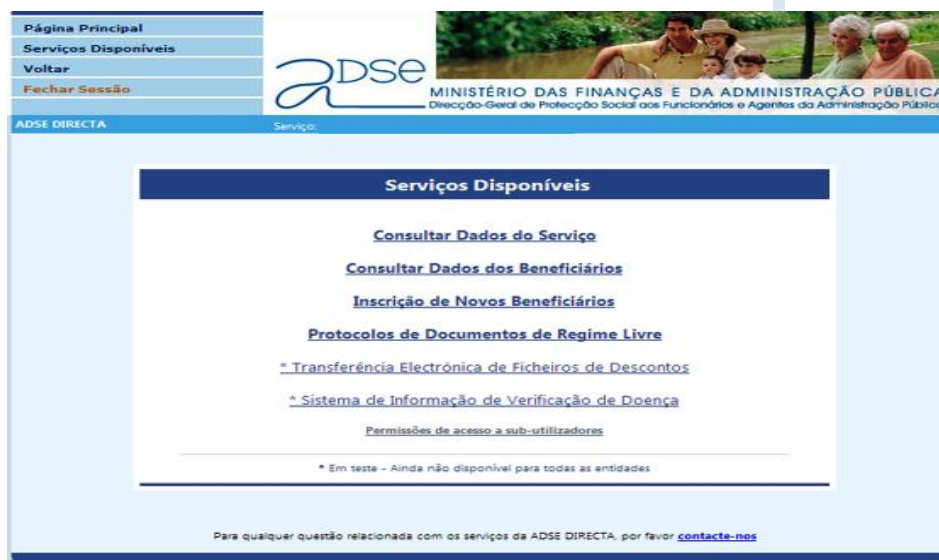 Página Principal
Serviços Disponíveis
Voltar
Fechar Sessão
adse
MINISTÉRIO DAS FINANÇAS E DA ADMINISTRAÇÃO PÚBLICA
Direcção-Geral de Protecção Social aos Funcionários e Agentes da Administração Pública
ADSE DIRECTA
Serviço:
Serviços Disponíveis
Consultar Dados do Serviço
Consultar Dados dos Beneficiários
Inscrição de Novos Beneficiários
Protocolos de Documentos de Regime Livre
* Transferência Electrónica de Ficheiros de Descontos
* Sistema de Informação de Verificação de Doença
Permissões de acesso a sub-utilizadores
* Em teste - Ainda não disponível para todas as entidades
Para qualquer questão relacionada com os serviços da ADSE DIRECTA, por favor contacte-nos